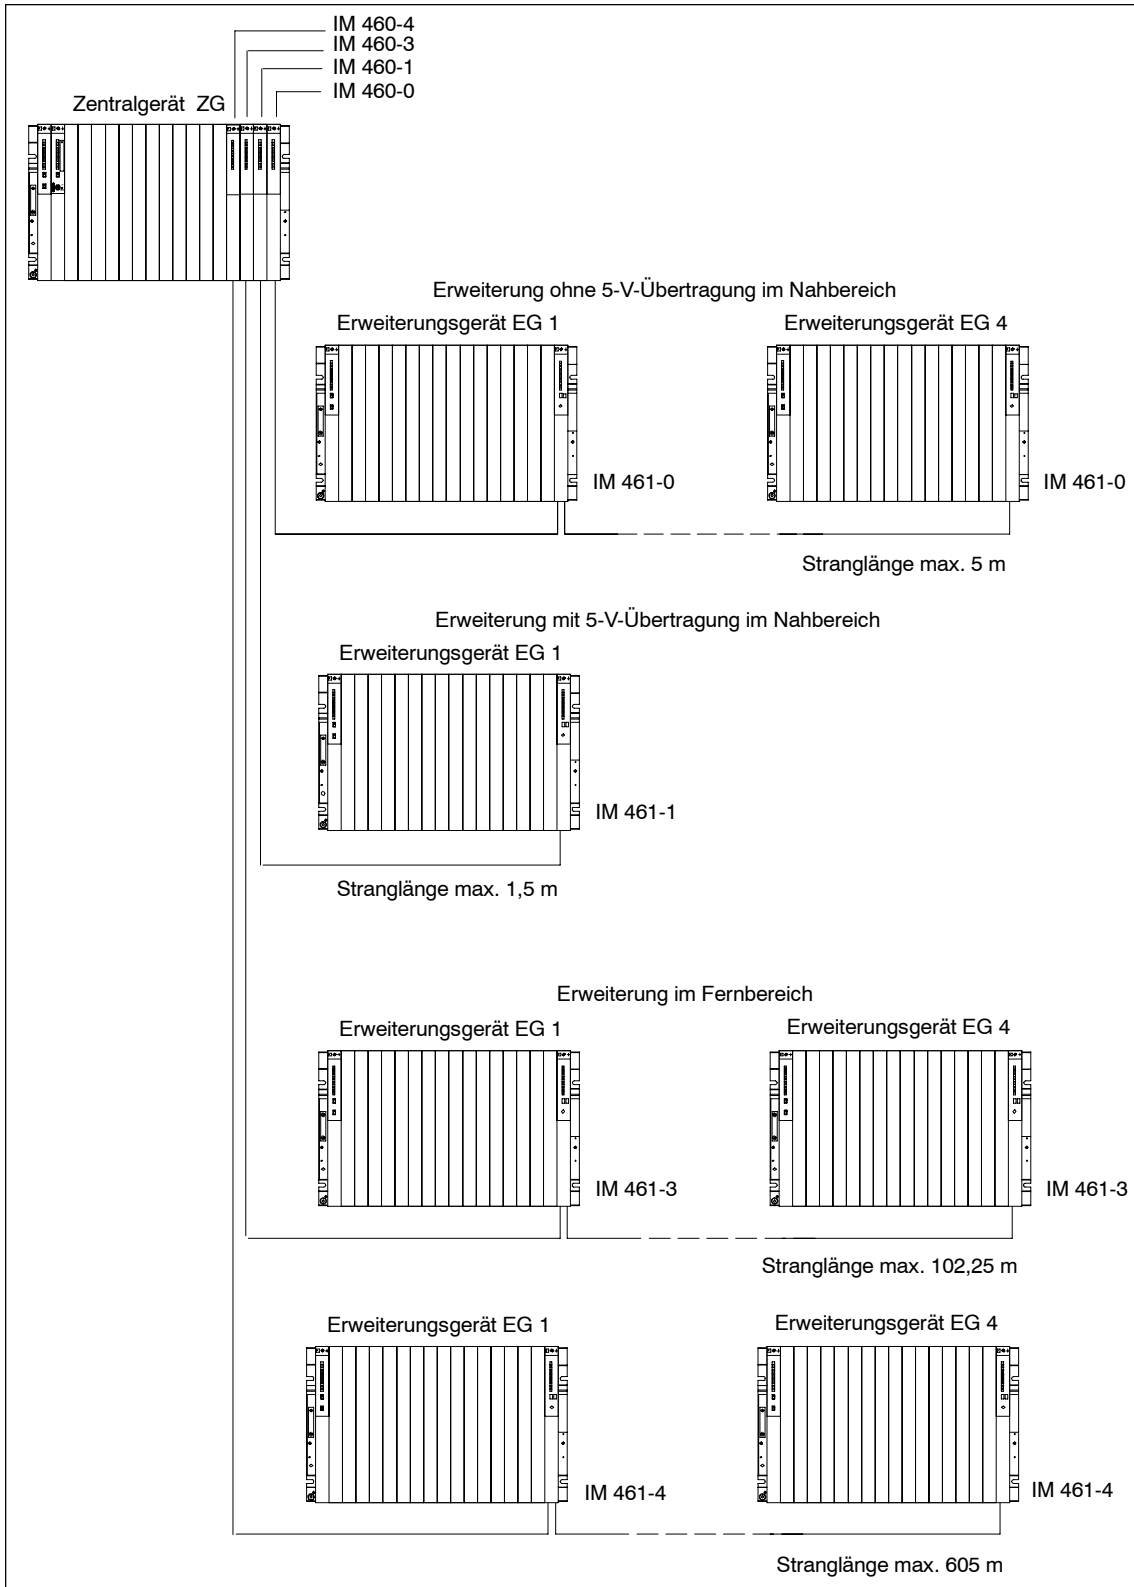 IM 460-4
IM 460-3
IM 460-1
IM 460-0
Zentralgerät ZG
Erweiterung ohne 5-V-Übertragung im Nahbereich
Erweiterungsgerät EG 1
Erweiterungsgerät EG 4
IM 461-0
IM 461-0
Stranglänge max. 5 m
Erweiterung mit 5-V-Übertragung im Nahbereich
Erweiterungsgerät EG 1
IM 461-1
Stranglänge max. 1,5 m
Erweiterung im Fernbereich
Erweiterungsgerät EG 1
Erweiterungsgerät EG 4
IM 461-3
IM 461-3
Stranglänge max. 102,25 m
Erweiterungsgerät EG 1
Erweiterungsgerät EG 4
IM 461-4
IM 461-4
Stranglänge max. 605 m